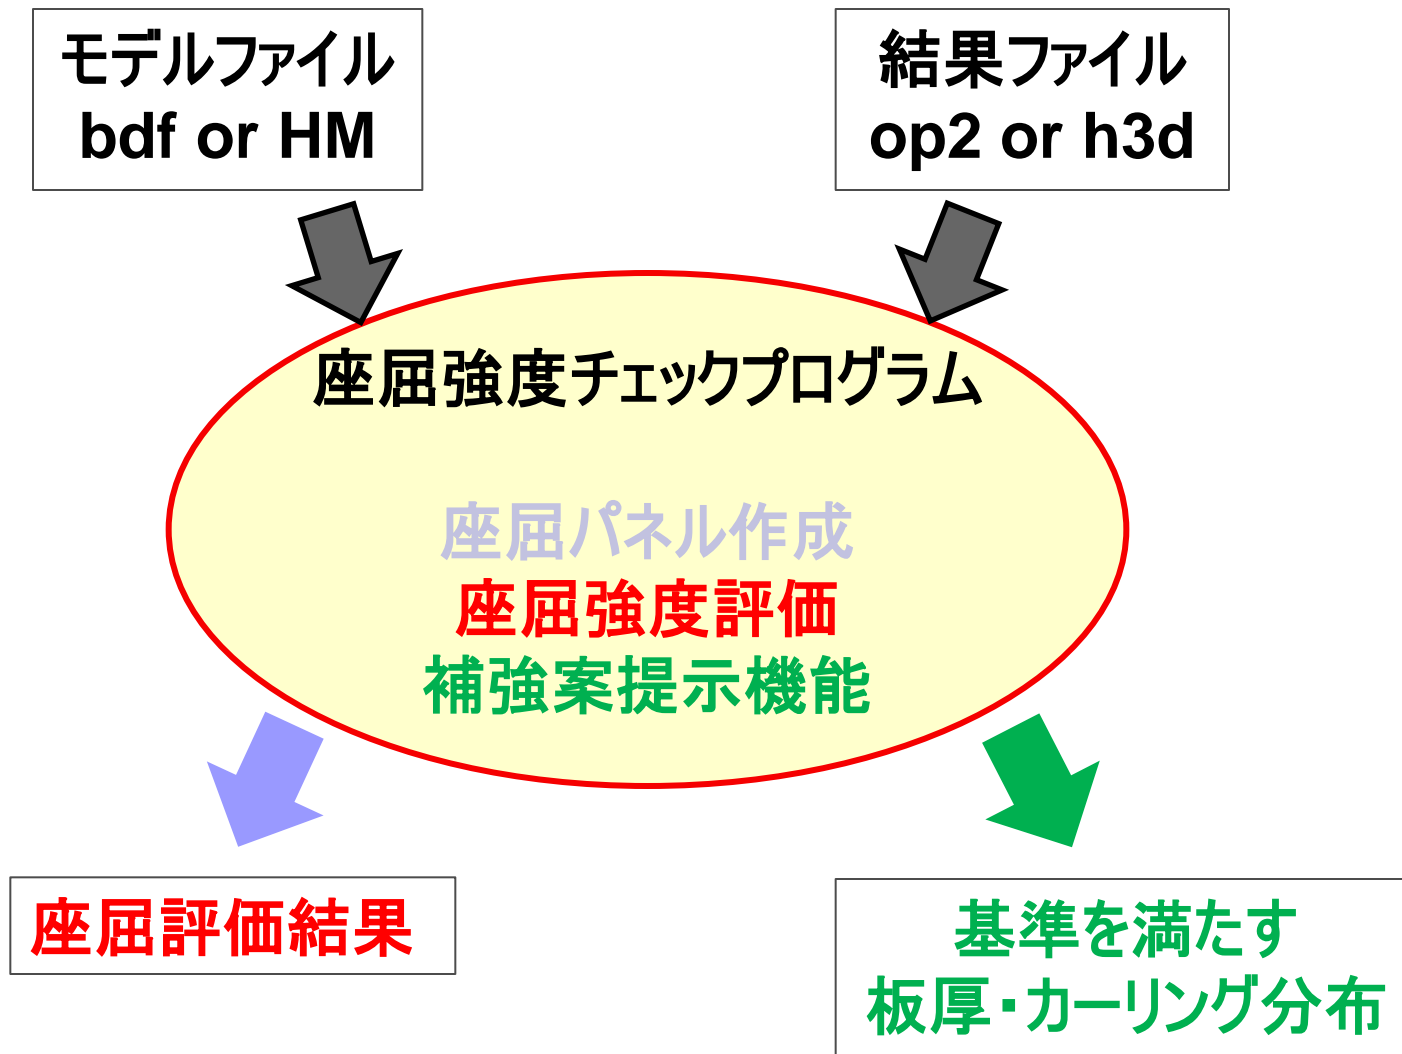 モデルファイル
bdf or HM
結果ファイル
op2 or h3d
座屈強度チェックプログラム
座屈パネル作成
座屈強度評価
補強案提示機能
座屈評価結果
基準を満たす
板厚・カーリング分布